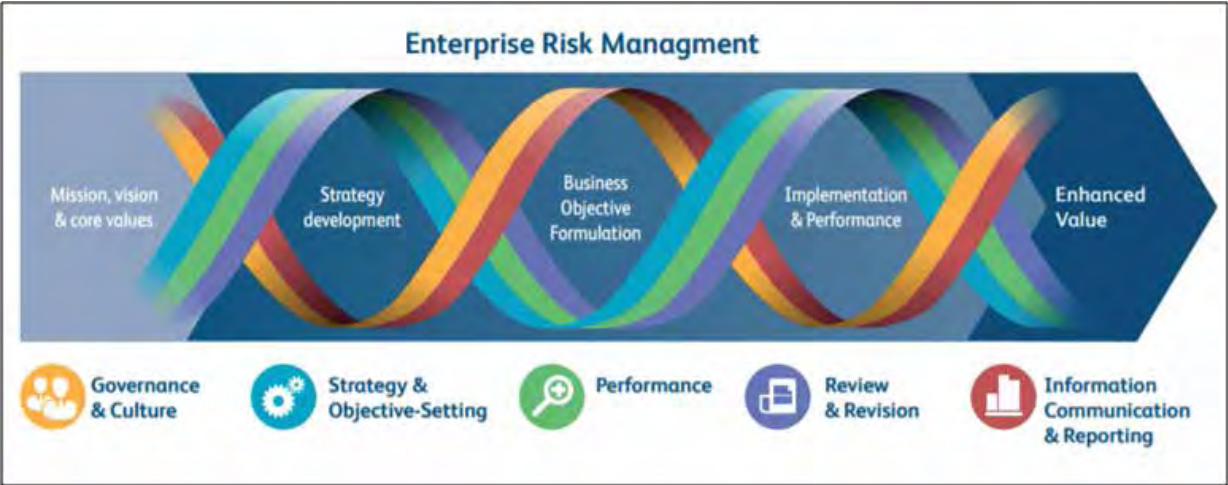 Enterprise Risk Managment
Mission, vision
& core values
Strategy
development
Business
Objective
Formulation
Implementation
& Performance
Enhanced
Value
Governance
& Culture
Strategy &
Objective-Setting
Performance
Review
& Revision
Information
Communication
& Reporting